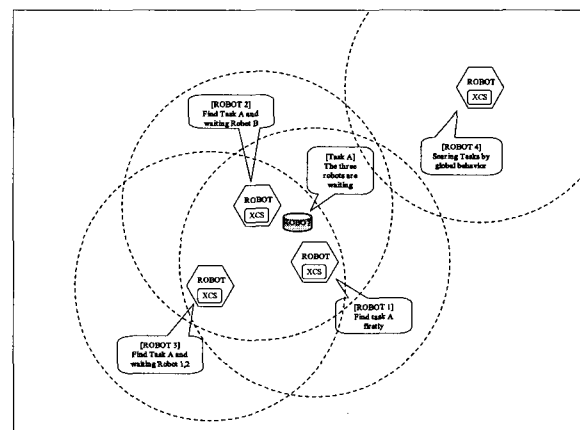 ROBOT
XCS
[ROBOT 2]
Find Task A and
waiting Robot B
[ROBOT 4]
Searing Tasks by
global behavior
[Task A]
The three
robots are
waiting
ROBOT
XCS
ROBOT
ROBOT
XCS
ROBOT
XCS
[ROBOT 1]
Find task A
firstly
[ROBOT 3]
Find Task A and
waiting Robot 1,2